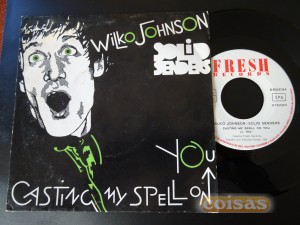 WILKO JOHNSON
SOLID
SENDERS
YOU
CASTING MY SPELL ON
FRESH
RECORDS
WILKO JOHNSON - SOLID SENDERS
CASTING MY SPELL ON YOU
coisas